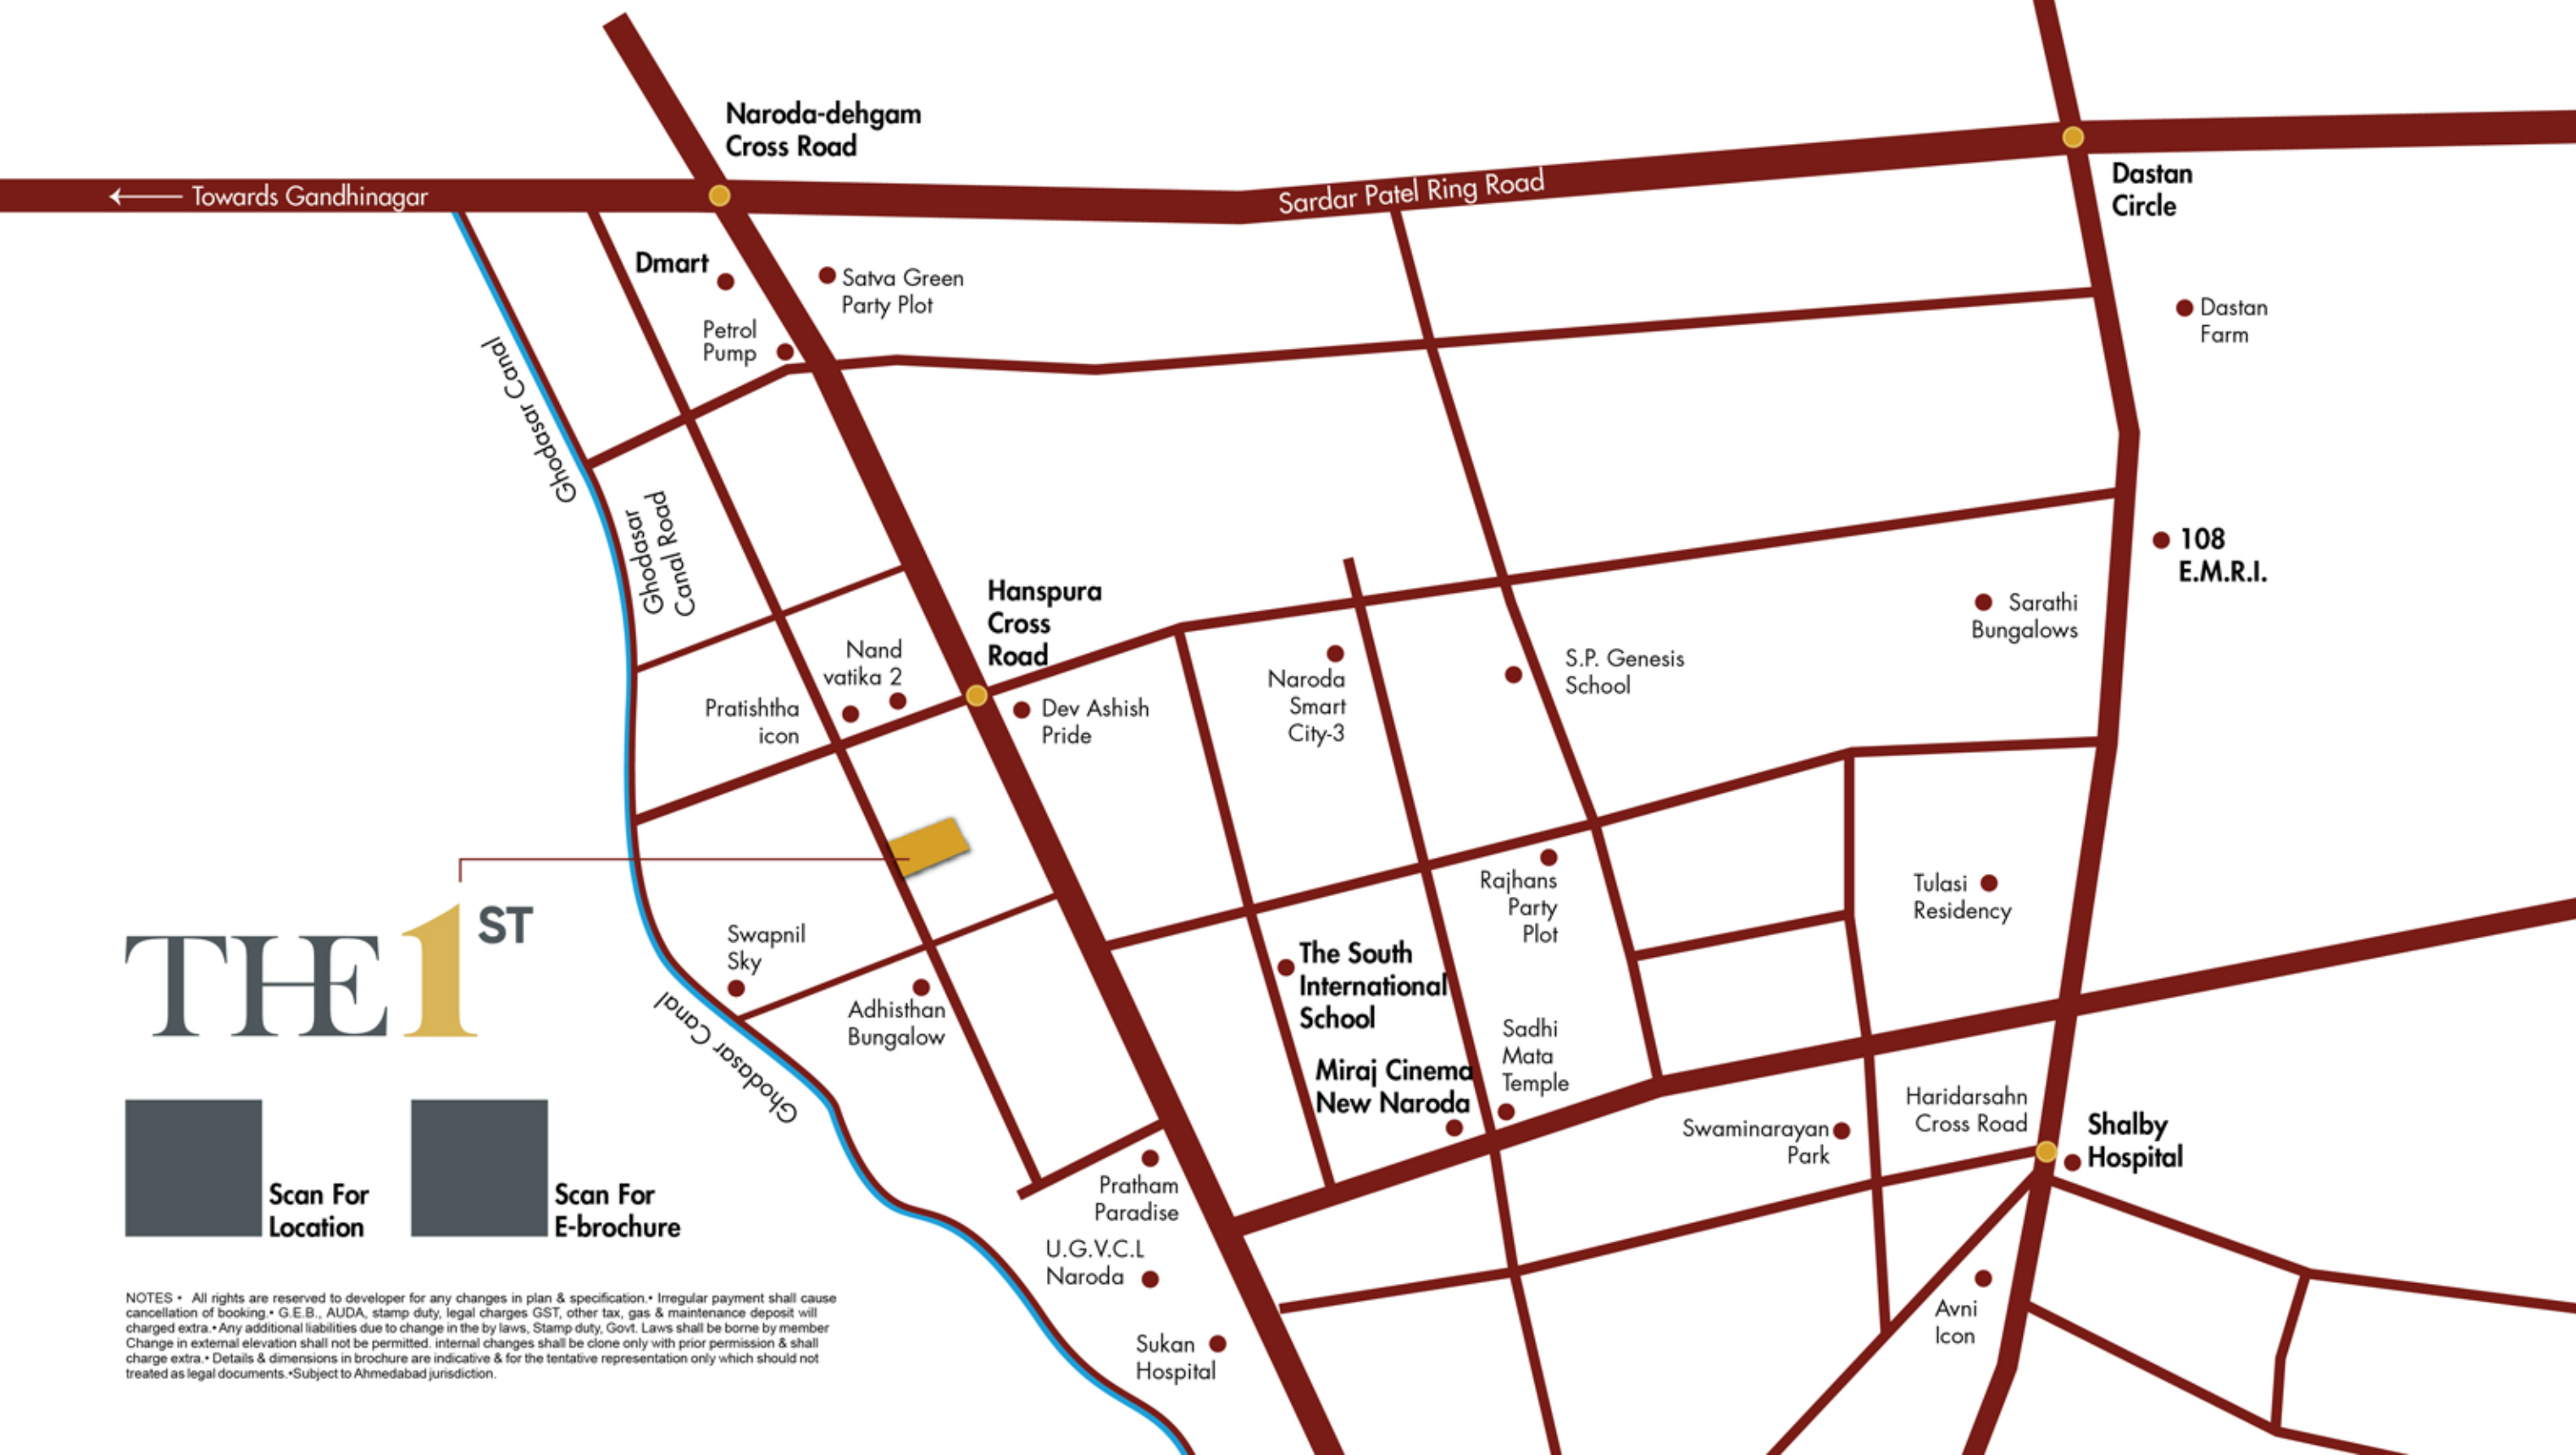 Naroda-dehgam
Cross Road
← Towards Gandhinagar
Sardar Patel Ring Road
Dastan
Circle
Dmart
Satva Green
Party Plot
Petrol
Pump
Dastan
Farm
Ghodasar Canal
Ghodasar
Canal Road
108
E.M.R.I.
Hanspura
Cross
Road
Sarathi
Bungalows
Nand
vatika 2
Pratishtha
icon
Dev Ashish
Pride
Naroda
Smart
City-3
S.P. Genesis
School
THE 1ST
Swapnil
Sky
Adhisthan
Bungalow
Ghodasar Canal
Rajhans
Party
Plot
Tulasi
Residency
The South
International
School
Sadhi
Mata
Temple
Miraj Cinema
New Naroda
Swaminarayan
Park
Haridarsahn
Cross Road
Shalby
Hospital
Pratham
Paradise
U.G.V.C.L
Naroda
Sukan
Hospital
Avni
Icon
Scan For
Location
Scan For
E-brochure
NOTES • All rights are reserved to developer for any changes in plan & specification.• Irregular payment shall cause
cancellation of booking.• G.E.B., AUDA, stamp duty, legal charges GST, other tax, gas & maintenance deposit will
charged extra.• Any additional liabilities due to change in the by laws, Stamp duty, Govt. Laws shall be borne by member
Change in external elevation shall not be permitted. internal changes shall be clone only with prior permission & shall
charge extra.• Details & dimensions in brochure are indicative & for the tentative representation only which should not
treated as legal documents.•Subject to Ahmedabad jurisdiction.